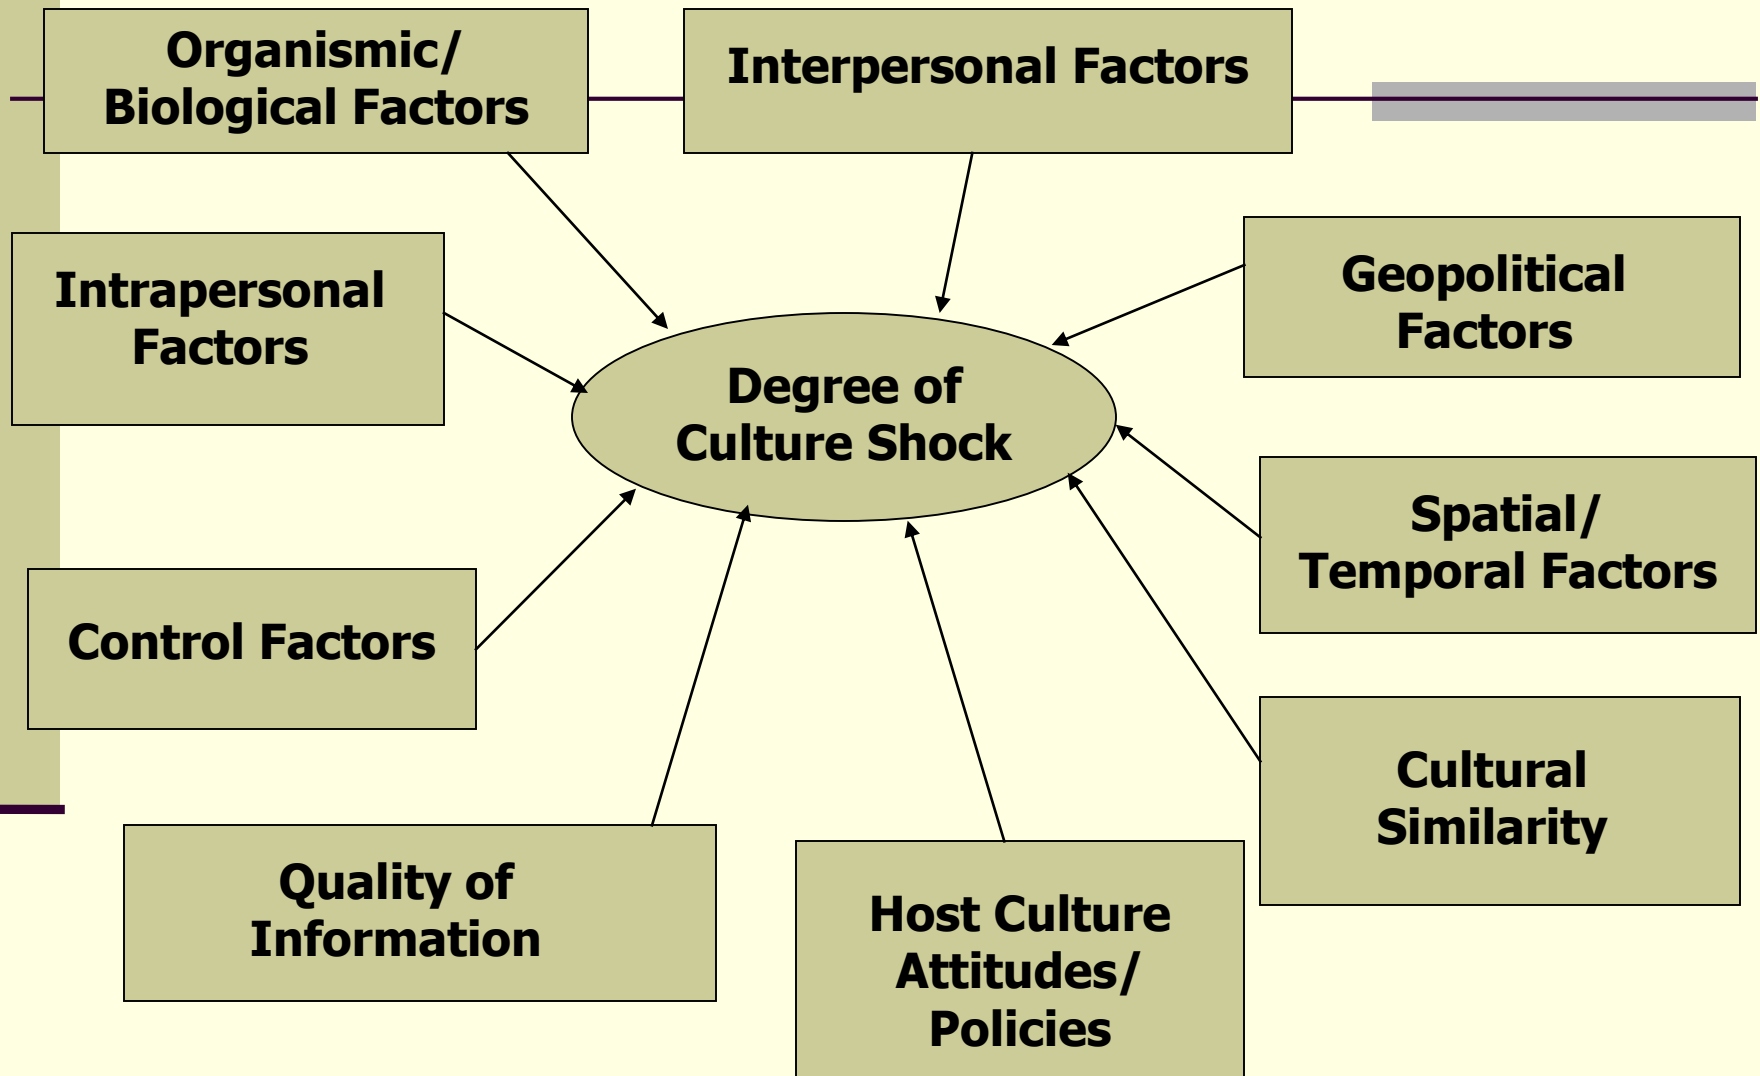 Organismic/
Biological Factors
Interpersonal Factors
Intrapersonal
Factors
Geopolitical
Factors
Degree of
Culture Shock
Spatial/
Temporal Factors
Control Factors
Cultural
Similarity
Quality of
Information
Host Culture
Attitudes/
Policies